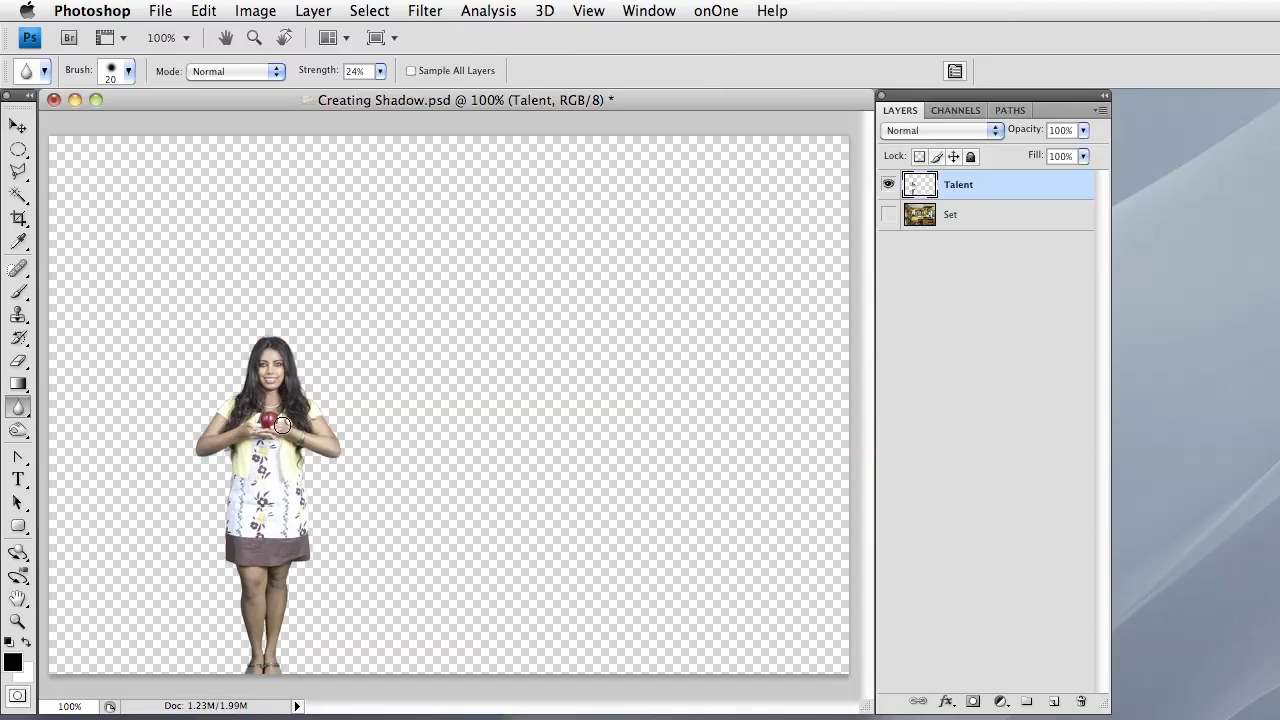 Photoshop File Edit Image Layer Select Analysis Filter 3D View Window onOne Help
Ps Br 100%
Brush: 20 Mode: Normal Strength: 24% Sample All Layers
Creating Shadow.psd @ 100% (Talent, RGB/8) *
LAYERS CHANNELS PATHS
Normal Opacity: 100%
Lock: Fill: 100%
Talent
Set
T
fx
100% Doc: 1.23M/1.99M